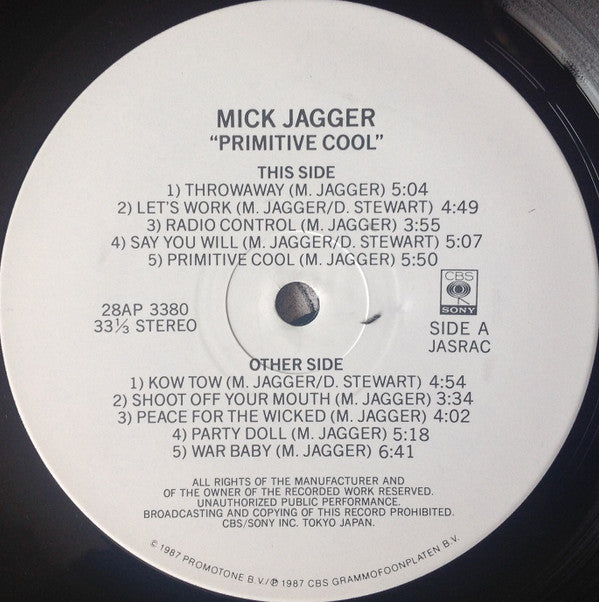 MICK JAGGER
“PRIMITIVE COOL”
THIS SIDE
1) THROWAWAY (M. JAGGER) 5:04
2) LET'S WORK (M. JAGGER/D. STEWART) 4:49
3) RADIO CONTROL (M. JAGGER) 3:55
4) SAY YOU WILL (M. JAGGER/D. STEWART) 5:07
5) PRIMITIVE COOL (M. JAGGER) 5:50
28AP 3380
33⅓ STEREO
CBS
SONY
SIDE A
JASRAC
OTHER SIDE
1) KOW TOW (M. JAGGER/D. STEWART) 4:54
2) SHOOT OFF YOUR MOUTH (M. JAGGER) 3:34
3) PEACE FOR THE WICKED (M. JAGGER) 4:02
4) PARTY DOLL (M. JAGGER) 5:18
5) WAR BABY (M. JAGGER) 6:41
ALL RIGHTS OF THE MANUFACTURER AND
OF THE OWNER OF THE RECORDED WORK RESERVED.
UNAUTHORIZED PUBLIC PERFORMANCE.
BROADCASTING AND COPYING OF THIS RECORD PROHIBITED.
CBS/SONY INC. TOKYO JAPAN.
© 1987 PROMOTONE B.V./℗ 1987 CBS GRAMMOFOONPLATEN B.V.